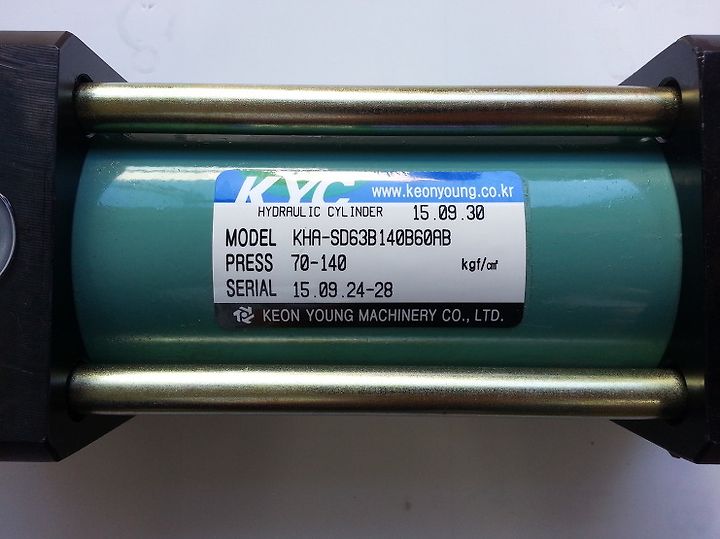 KYC www.keonyoung.co.kr
HYDRAULIC CYLINDER 15.09.30
MODEL KHA-SD63B140B60AB
PRESS 70-140 kgf/㎠
SERIAL 15.09.24-28
KEON YOUNG MACHINERY CO., LTD.